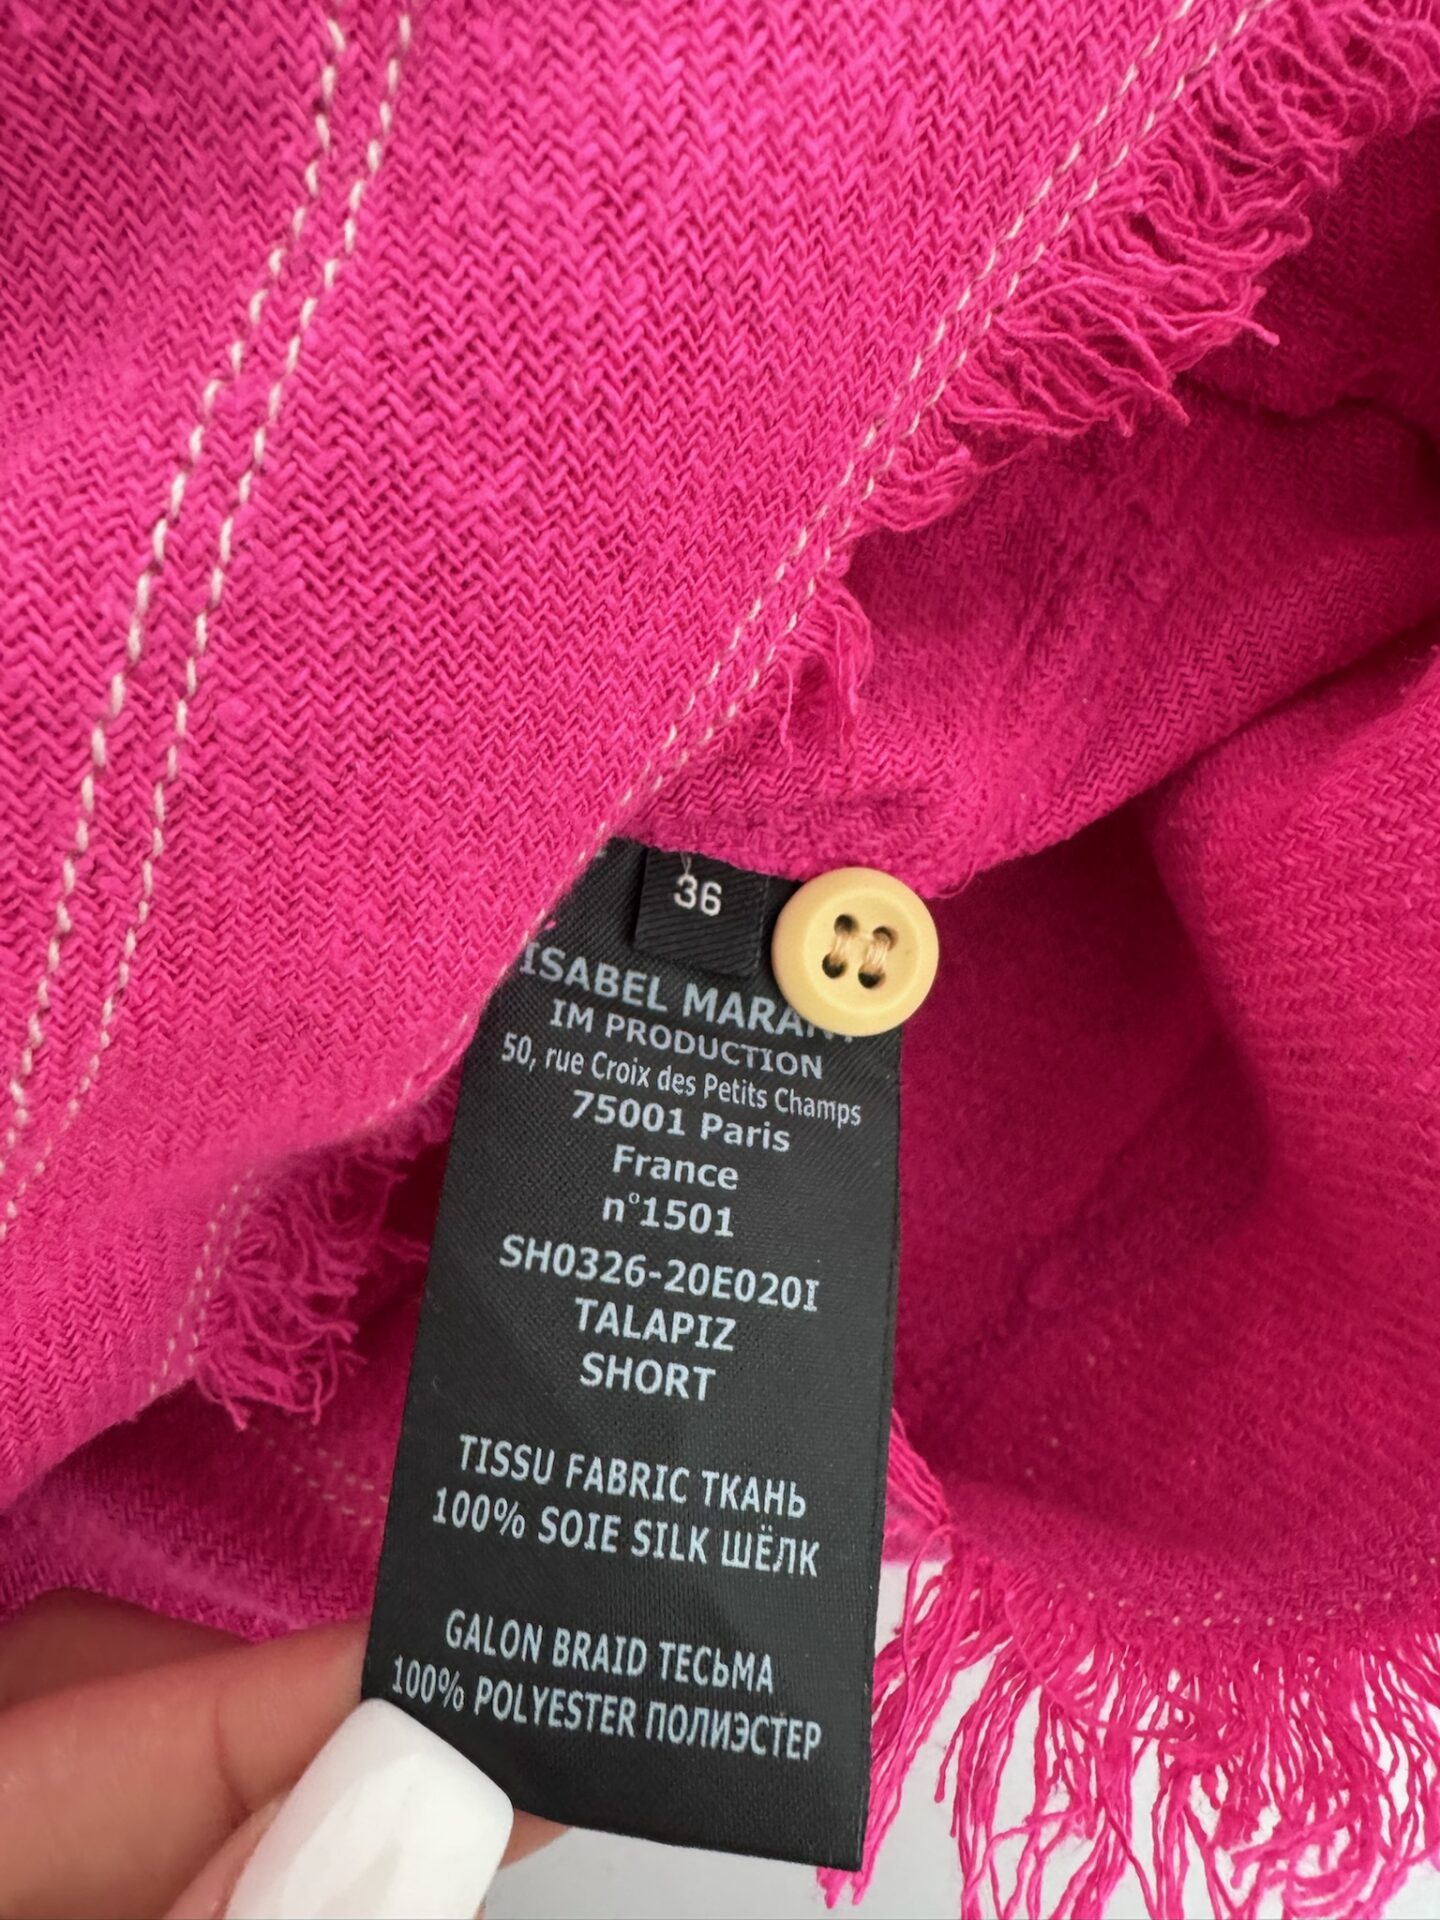 36
ISABEL MARANT
IM PRODUCTION
50, rue Croix des Petits Champs
75001 Paris
France
n°1501
SH0326-20E020I
TALAPIZ
SHORT
TISSU FABRIC ТКАНЬ
100% SOIE SILK ШЁЛК
GALON BRAID ТЕСЬМА
100% POLYESTER ПОЛИЭСТЕР